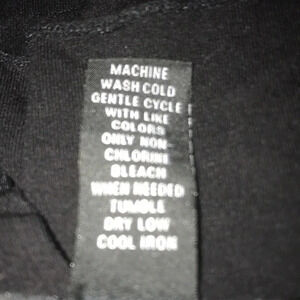 MACHINE
WASH COLD
GENTLE CYCLE
WITH LIKE
COLORS
ONLY NON-
CHLORINE
BLEACH
WHEN NEEDED
TUMBLE
DRY LOW
COOL IRON